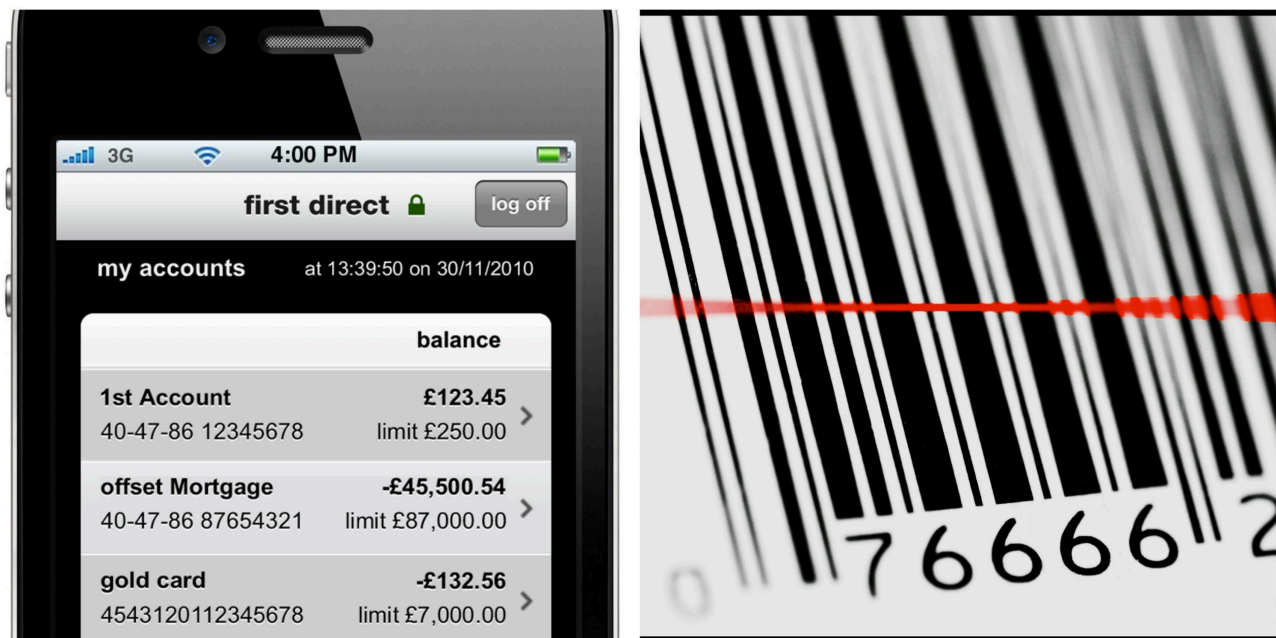 3G 4:00 PM
first direct log off
my accounts at 13:39:50 on 30/11/2010
balance
1st Account £123.45
40-47-86 12345678 limit £250.00
offset Mortgage -£45,500.54
40-47-86 87654321 limit £87,000.00
gold card -£132.56
4543120112345678 limit £7,000.00
0 76666 2